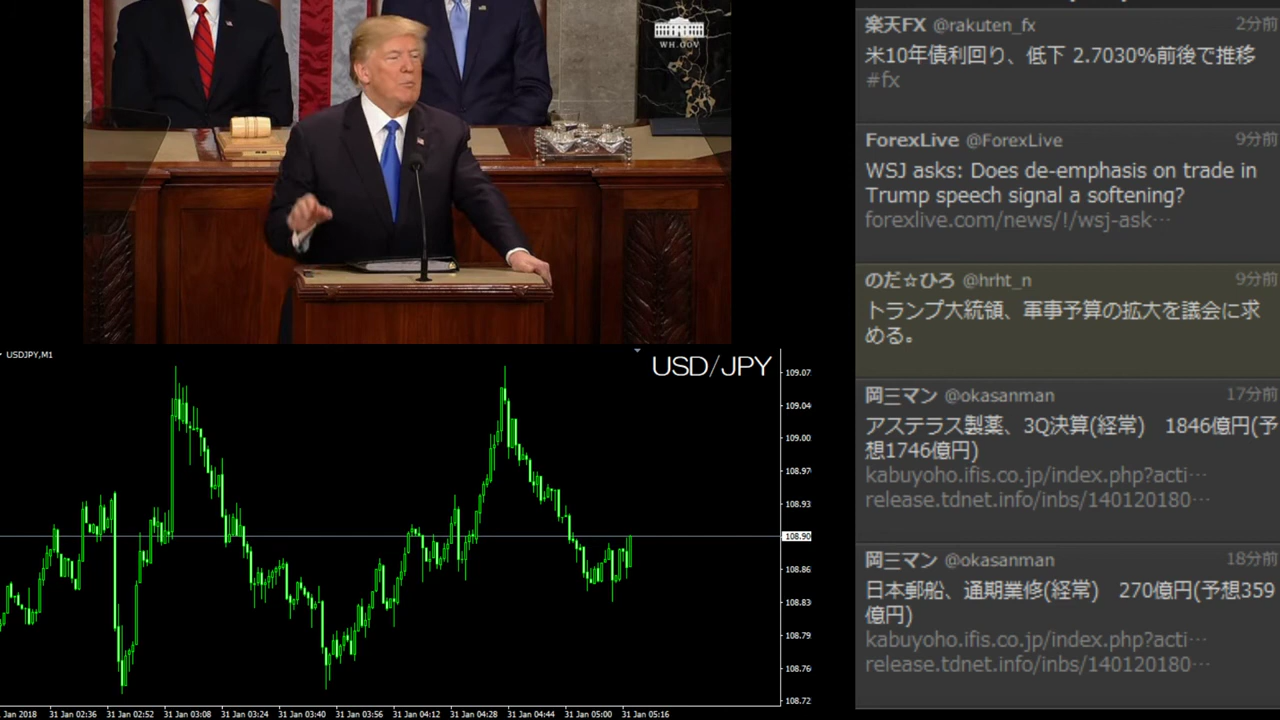 WH.GOV
USDJPY,M1
USD/JPY
109.07
109.04
109.00
108.97
108.93
108.90
108.86
108.83
108.79
108.76
108.72
Jan 2018
31 Jan 02:36
31 Jan 02:52
31 Jan 03:08
31 Jan 03:24
31 Jan 03:40
31 Jan 03:56
31 Jan 04:12
31 Jan 04:28
31 Jan 04:44
31 Jan 05:00
31 Jan 05:16
楽天FX @rakuten_fx 2分前
米10年債利回り、低下 2.7030%前後で推移
#fx
ForexLive @ForexLive 9分前
WSJ asks: Does de-emphasis on trade in
Trump speech signal a softening?
forexlive.com/news/!/wsj-ask…
のだ☆ひろ @hrht_n 9分前
トランプ大統領、軍事予算の拡大を議会に求
める。
岡三マン @okasanman 17分前
アステラス製薬、3Q決算(経常) 1846億円(予
想1746億円)
kabuyoho.ifis.co.jp/index.php?acti…
release.tdnet.info/inbs/140120180…
岡三マン @okasanman 18分前
日本郵船、通期業修(経常) 270億円(予想359
億円)
kabuyoho.ifis.co.jp/index.php?acti…
release.tdnet.info/inbs/140120180…